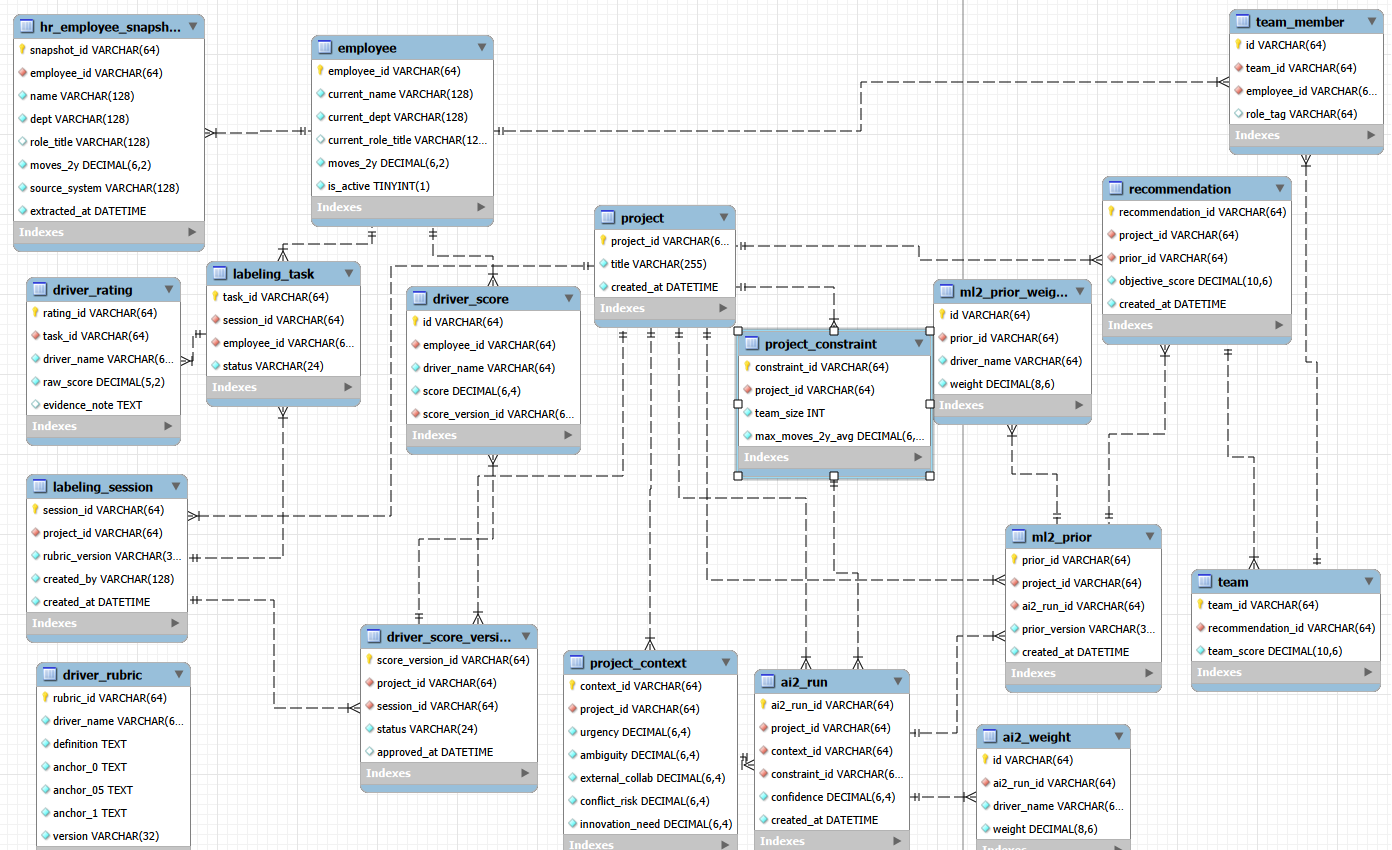 hr_employee_snapsh...
snapshot_id VARCHAR(64)
employee_id VARCHAR(64)
name VARCHAR(128)
dept VARCHAR(128)
role_title VARCHAR(128)
moves_2y DECIMAL(6,2)
source_system VARCHAR(128)
extracted_at DATETIME
Indexes
employee
employee_id VARCHAR(64)
current_name VARCHAR(128)
current_dept VARCHAR(128)
current_role_title VARCHAR(12...
moves_2y DECIMAL(6,2)
is_active TINYINT(1)
Indexes
team_member
id VARCHAR(64)
team_id VARCHAR(64)
employee_id VARCHAR(6...
role_tag VARCHAR(64)
Indexes
recommendation
recommendation_id VARCHAR(64)
project_id VARCHAR(64)
prior_id VARCHAR(64)
objective_score DECIMAL(10,6)
created_at DATETIME
Indexes
project
project_id VARCHAR(6...
title VARCHAR(255)
created_at DATETIME
Indexes
labeling_task
task_id VARCHAR(64)
session_id VARCHAR(64)
employee_id VARCHAR(6...
status VARCHAR(24)
Indexes
driver_rating
rating_id VARCHAR(64)
task_id VARCHAR(64)
driver_name VARCHAR(6...
raw_score DECIMAL(5,2)
evidence_note TEXT
Indexes
driver_score
id VARCHAR(64)
employee_id VARCHAR(64)
driver_name VARCHAR(64)
score DECIMAL(6,4)
score_version_id VARCHAR(6...
Indexes
project_constraint
constraint_id VARCHAR(64)
project_id VARCHAR(64)
team_size INT
max_moves_2y_avg DECIMAL(6,...
Indexes
ml2_prior_weig...
id VARCHAR(64)
prior_id VARCHAR(64)
driver_name VARCHAR(64)
weight DECIMAL(8,6)
Indexes
labeling_session
session_id VARCHAR(64)
project_id VARCHAR(64)
rubric_version VARCHAR(3...
created_by VARCHAR(128)
created_at DATETIME
Indexes
ml2_prior
prior_id VARCHAR(64)
project_id VARCHAR(64)
ai2_run_id VARCHAR(64)
prior_version VARCHAR(3...
created_at DATETIME
Indexes
team
team_id VARCHAR(64)
recommendation_id VARCHAR(64)
team_score DECIMAL(10,6)
Indexes
driver_rubric
rubric_id VARCHAR(64)
driver_name VARCHAR(6...
definition TEXT
anchor_0 TEXT
anchor_05 TEXT
anchor_1 TEXT
version VARCHAR(32)
driver_score_versi...
score_version_id VARCHAR(64)
project_id VARCHAR(64)
session_id VARCHAR(64)
status VARCHAR(24)
approved_at DATETIME
Indexes
project_context
context_id VARCHAR(64)
project_id VARCHAR(64)
urgency DECIMAL(6,4)
ambiguity DECIMAL(6,4)
external_collab DECIMAL(6,4)
conflict_risk DECIMAL(6,4)
innovation_need DECIMAL(6,4)
Indexes
ai2_run
ai2_run_id VARCHAR(64)
project_id VARCHAR(64)
context_id VARCHAR(64)
constraint_id VARCHAR(6...
confidence DECIMAL(6,4)
created_at DATETIME
Indexes
ai2_weight
id VARCHAR(64)
ai2_run_id VARCHAR(64)
driver_name VARCHAR(6...
weight DECIMAL(8,6)
Indexes